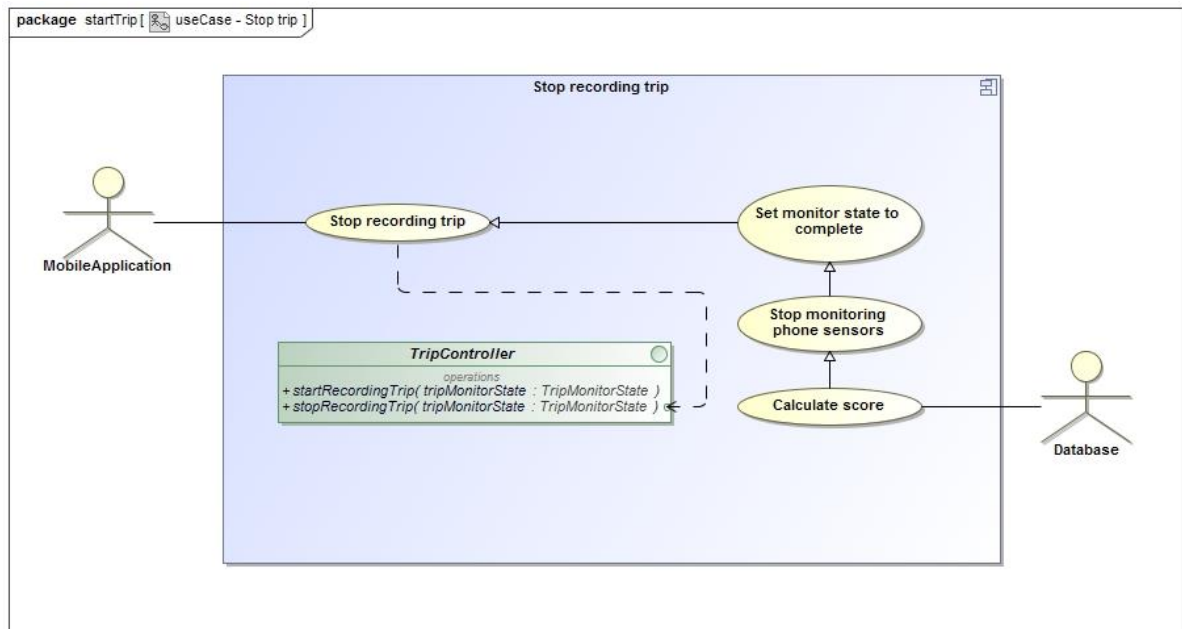 package startTrip [ useCase - Stop trip ]
Stop recording trip
MobileApplication
Stop recording trip
Set monitor state to
complete
Stop monitoring
phone sensors
TripController
operations
+startRecordingTrip( tripMonitorState : TripMonitorState )
+stopRecordingTrip( tripMonitorState : TripMonitorState )
Calculate score
Database